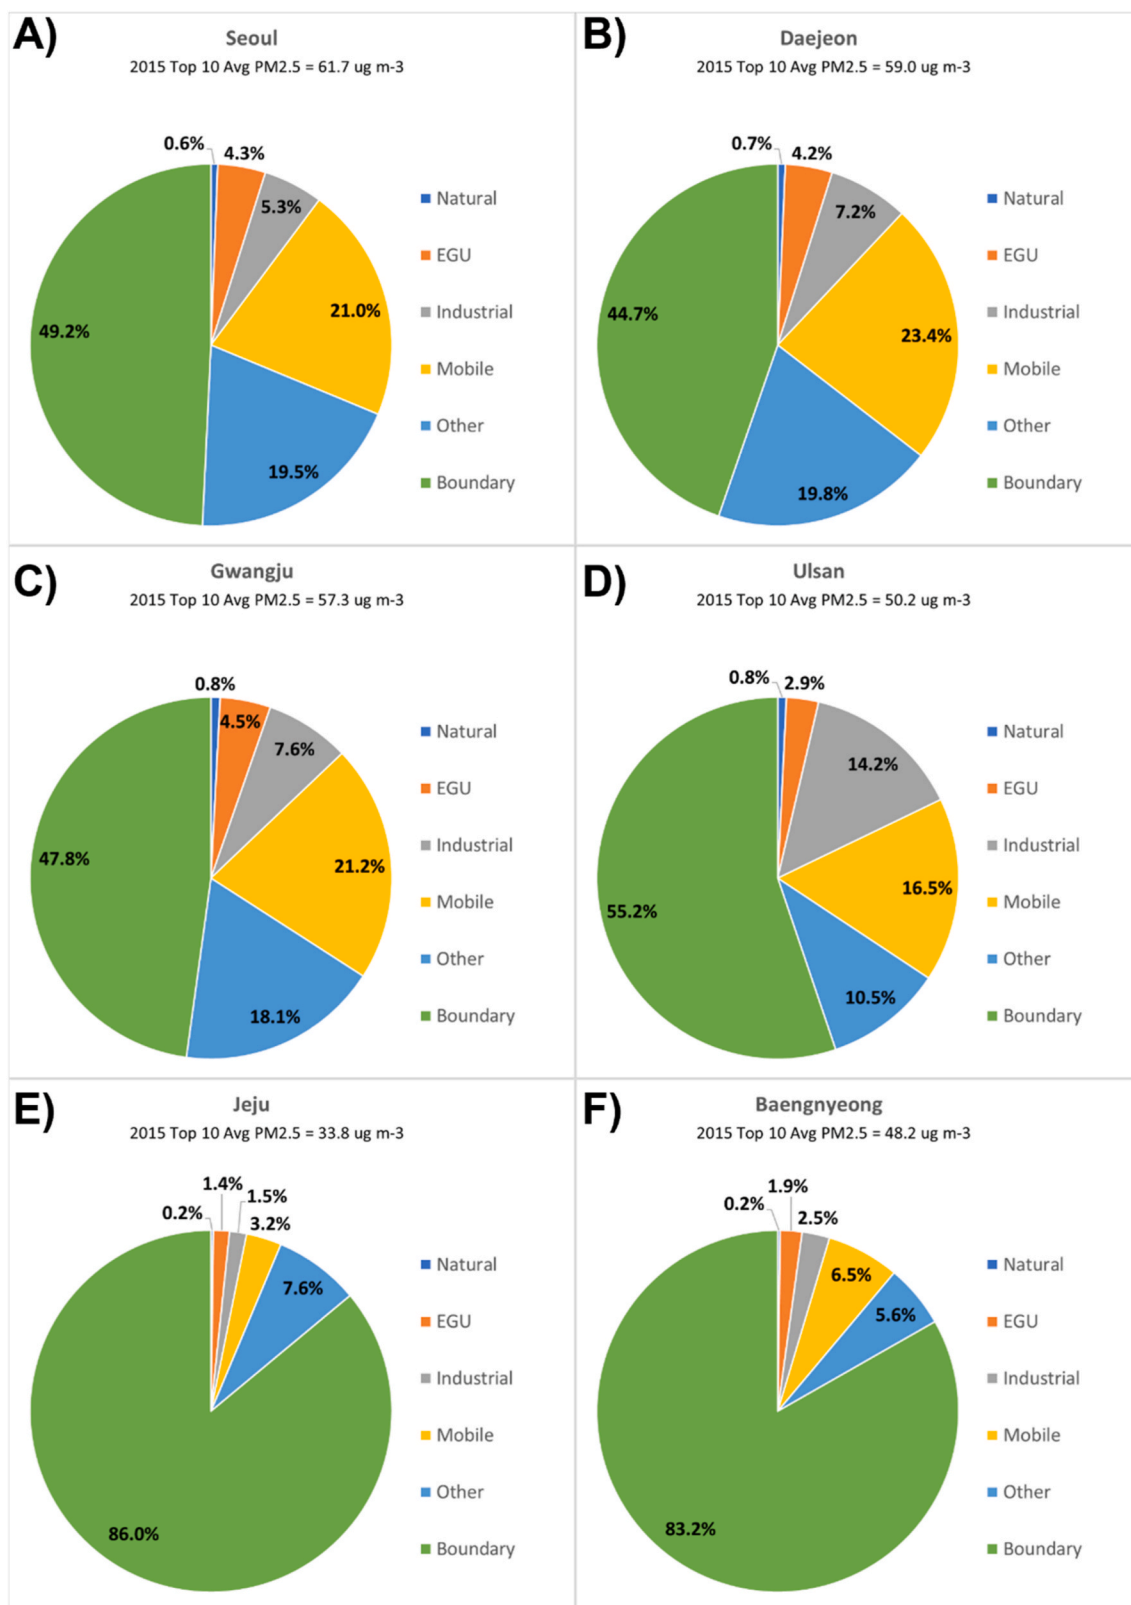 A)
Seoul
2015 Top 10 Avg PM2.5 = 61.7 ug m-3
0.6%
4.3%
5.3%
21.0%
19.5%
49.2%
Natural
EGU
Industrial
Mobile
Other
Boundary
B)
Daejeon
2015 Top 10 Avg PM2.5 = 59.0 ug m-3
0.7%
4.2%
7.2%
23.4%
19.8%
44.7%
Natural
EGU
Industrial
Mobile
Other
Boundary
C)
Gwangju
2015 Top 10 Avg PM2.5 = 57.3 ug m-3
0.8%
4.5%
7.6%
21.2%
18.1%
47.8%
Natural
EGU
Industrial
Mobile
Other
Boundary
D)
Ulsan
2015 Top 10 Avg PM2.5 = 50.2 ug m-3
0.8%
2.9%
14.2%
16.5%
10.5%
55.2%
Natural
EGU
Industrial
Mobile
Other
Boundary
E)
Jeju
2015 Top 10 Avg PM2.5 = 33.8 ug m-3
0.2%
1.4%
1.5%
3.2%
7.6%
86.0%
Natural
EGU
Industrial
Mobile
Other
Boundary
F)
Baengnyeong
2015 Top 10 Avg PM2.5 = 48.2 ug m-3
0.2%
1.9%
2.5%
6.5%
5.6%
83.2%
Natural
EGU
Industrial
Mobile
Other
Boundary